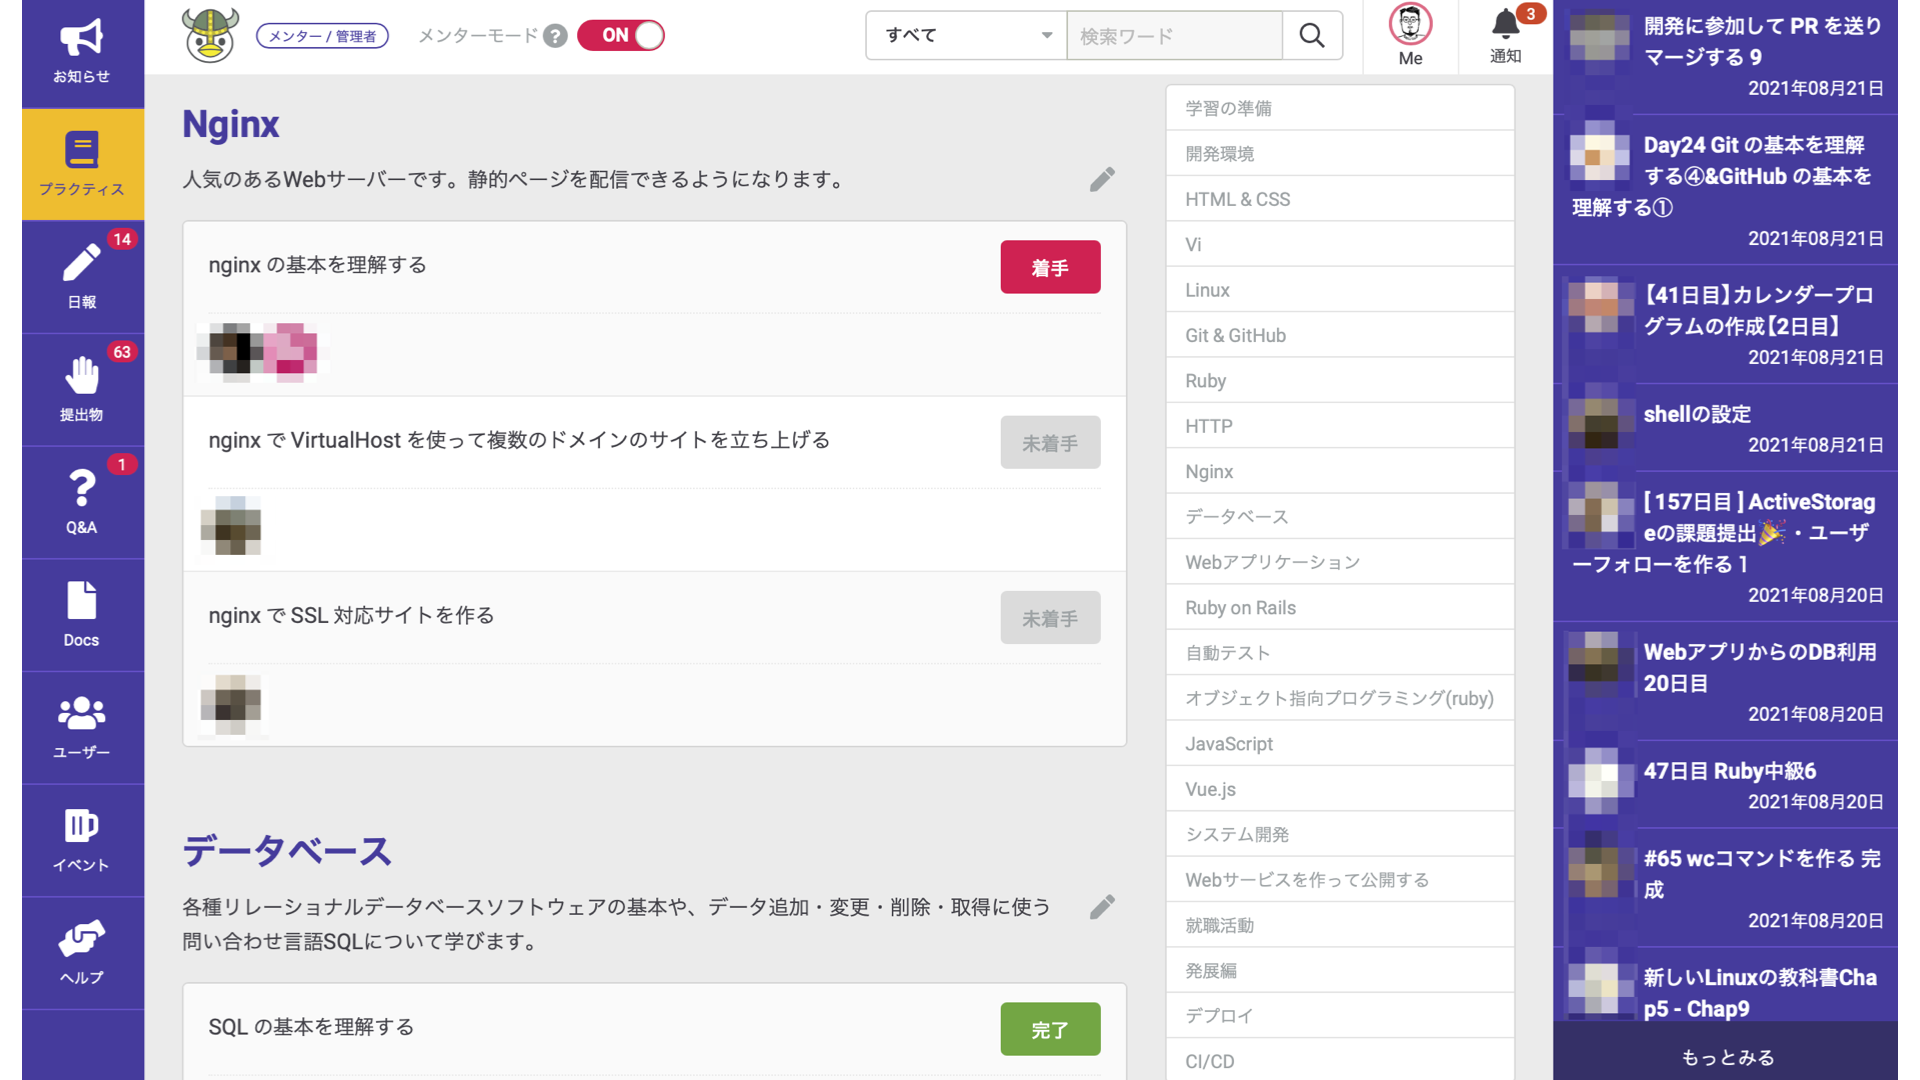 お知らせ
プラクティス
14
日報
63
提出物
1
Q&A
Docs
ユーザー
イベント
ヘルプ
メンター / 管理者
メンターモード ?
ON
すべて
検索ワード
Me
3
通知
Nginx
人気のあるWebサーバーです。静的ページを配信できるようになります。
nginx の基本を理解する
着手
nginx で VirtualHost を使って複数のドメインのサイトを立ち上げる
未着手
nginx で SSL 対応サイトを作る
未着手
データベース
各種リレーショナルデータベースソフトウェアの基本や、データ追加・変更・削除・取得に使う
問い合わせ言語SQLについて学びます。
SQL の基本を理解する
完了
学習の準備
開発環境
HTML & CSS
Vi
Linux
Git & GitHub
Ruby
HTTP
Nginx
データベース
Webアプリケーション
Ruby on Rails
自動テスト
オブジェクト指向プログラミング(ruby)
JavaScript
Vue.js
システム開発
Webサービスを作って公開する
就職活動
発展編
デプロイ
CI/CD
開発に参加して PR を送り
マージする 9
2021年08月21日
Day24 Git の基本を理解
する④&GitHub の基本を
理解する①
2021年08月21日
【41日目】カレンダープロ
グラムの作成【2日目】
2021年08月21日
shellの設定
2021年08月21日
[ 157日目 ] ActiveStorag
eの課題提出🎉・ユーザ
ーフォローを作る 1
2021年08月20日
WebアプリからのDB利用
20日目
2021年08月20日
47日目 Ruby中級6
2021年08月20日
#65 wcコマンドを作る 完
成
2021年08月20日
新しいLinuxの教科書Cha
p5 - Chap9
もっとみる